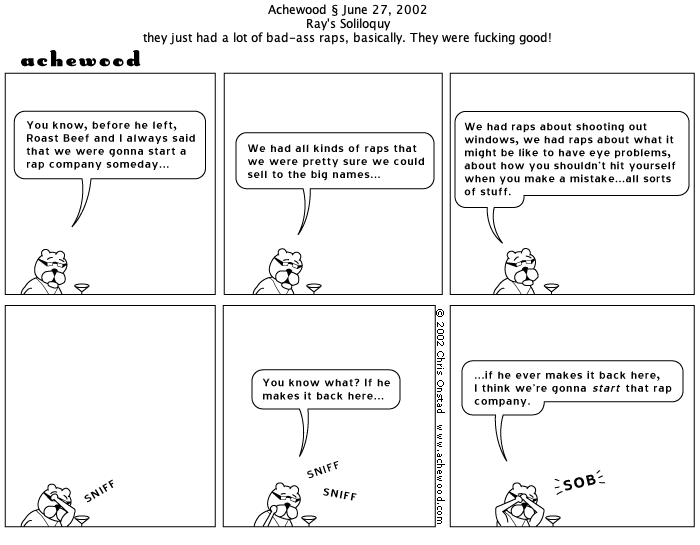 Achewood § June 27, 2002
Ray's Soliloquy
they just had a lot of bad-ass raps, basically. They were fucking good!
achewood
You know, before he left,
Roast Beef and I always said
that we were gonna start a
rap company someday...
We had all kinds of raps that
we were pretty sure we could
sell to the big names...
We had raps about shooting out
windows, we had raps about what it
might be like to have eye problems,
about how you shouldn't hit yourself
when you make a mistake...all sorts
of stuff.
SNIFF
You know what? If he
makes it back here...
SNIFF
SNIFF
© 2002 Chris Onstad www.achewood.com
...if he ever makes it back here,
I think we're gonna start that rap
company.
SOB